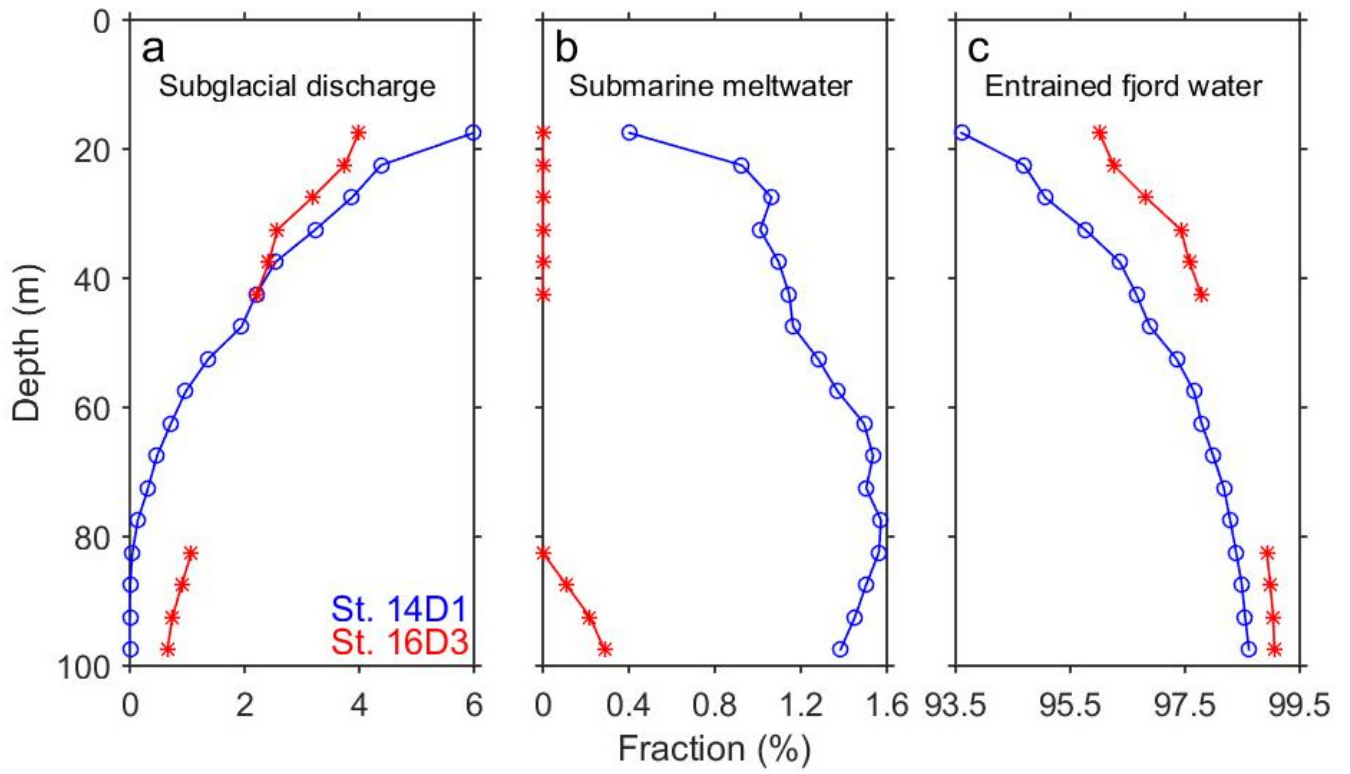 a
Subglacial discharge
b
Submarine meltwater
c
Entrained fjord water
0
20
40
60
80
100
Depth (m)
St. 14D1
St. 16D3
0 2 4 6
0 0.4 0.8 1.2 1.6
93.5 95.5 97.5 99.5
Fraction (%)